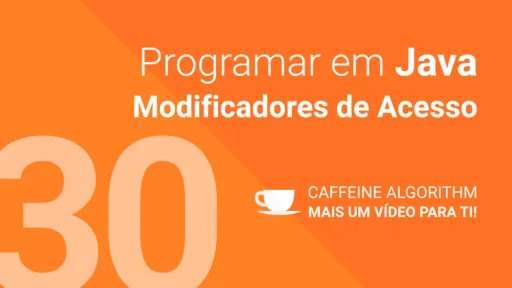 Programar em Java
Modificadores de Acesso
30
CAFFEINE ALGORITHM
MAIS UM VÍDEO PARA TI!